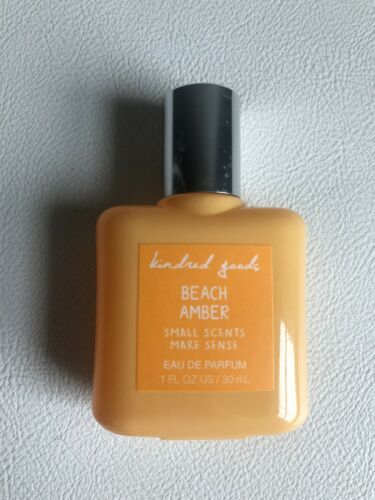 kindred goods
BEACH
AMBER
SMALL SCENTS
MAKE SENSE
EAU DE PARFUM
1 FL OZ US / 30 mL